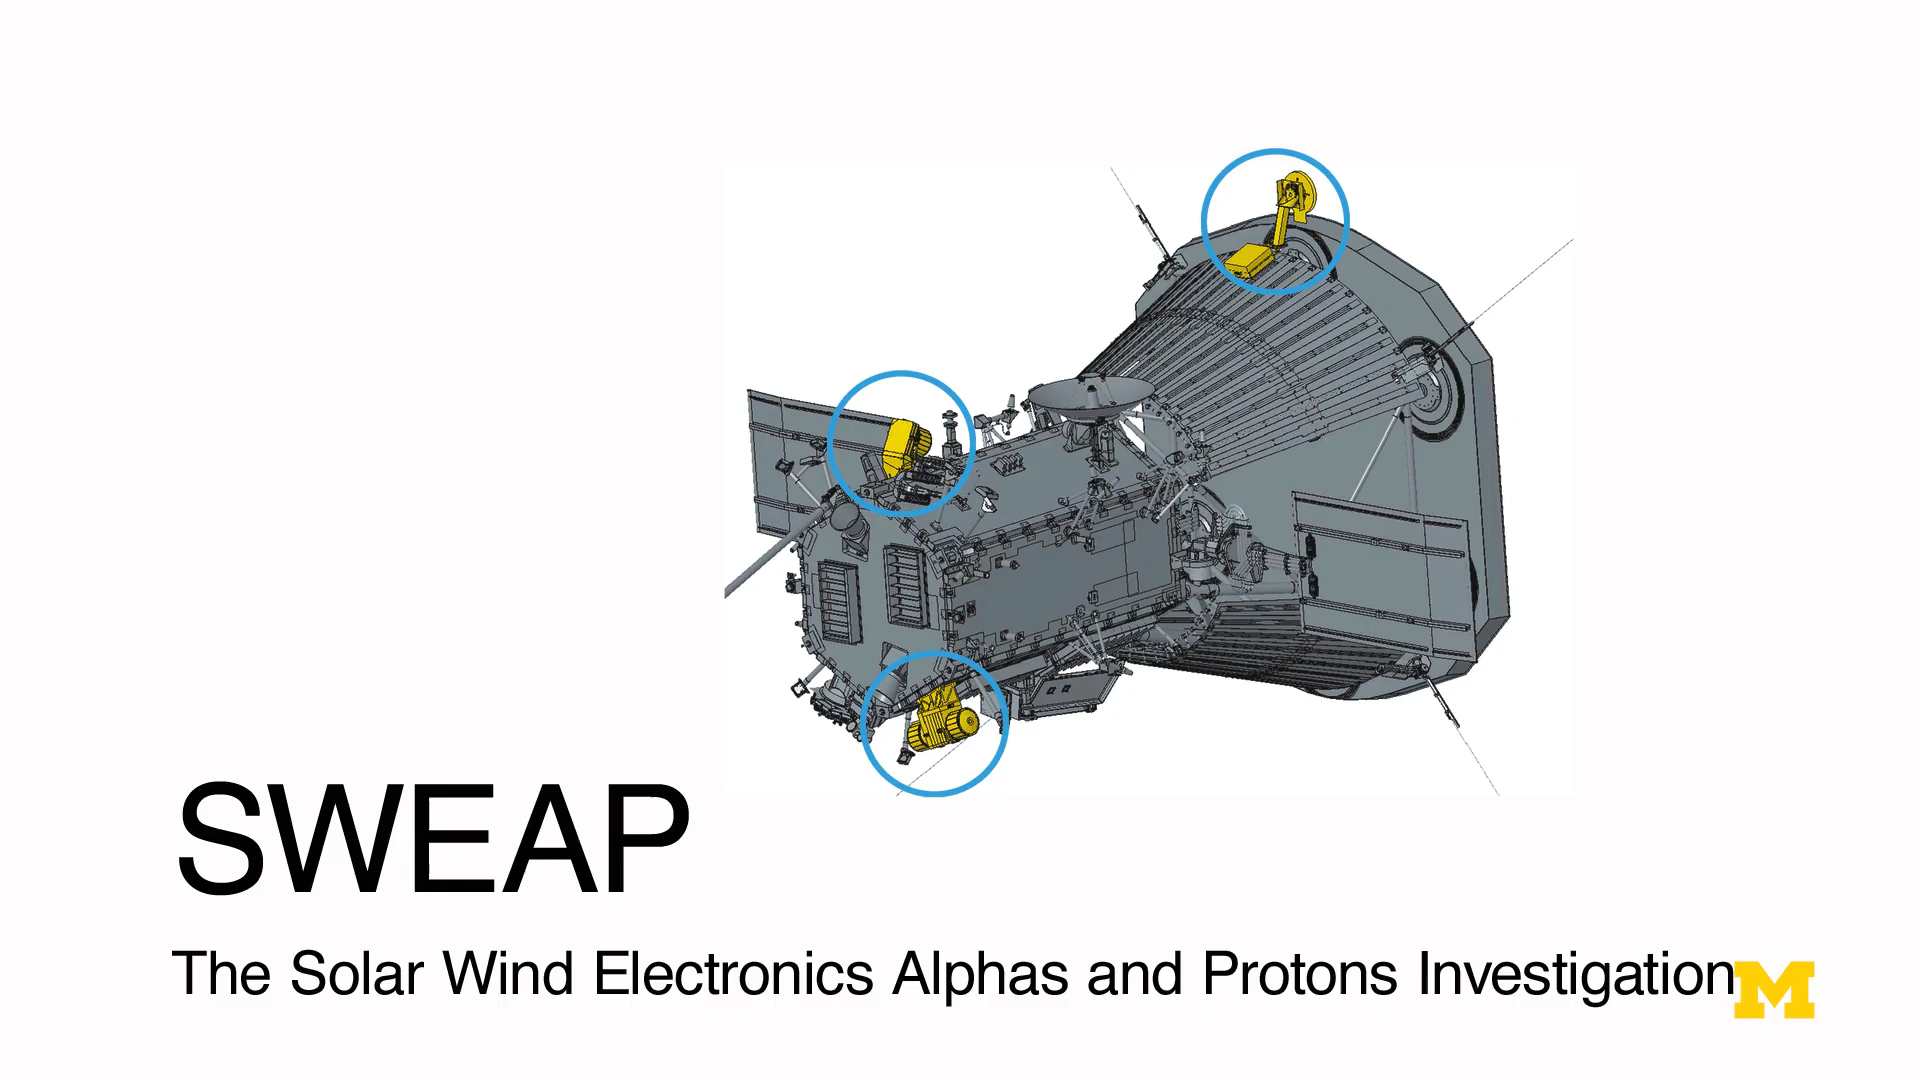 SWEAP
The Solar Wind Electronics Alphas and Protons Investigation
M